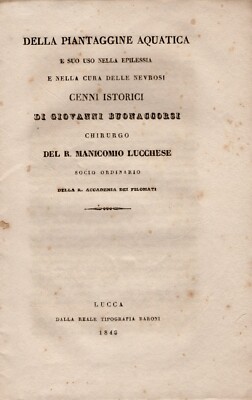 DELLA PIANTAGGINE AQUATICA
E SUO USO NELLA EPILESSIA
E NELLA CURA DELLE NEVROSI
CENNI ISTORICI
DI GIOVANNI BUONACCORSI
CHIRURGO
DEL R. MANICOMIO LUCCHESE
SOCIO ORDINARIO
DELLA R. ACCADEMIA DEI FILOMATI
LUCCA
DALLA REALE TIPOGRAFIA BARONI
1842